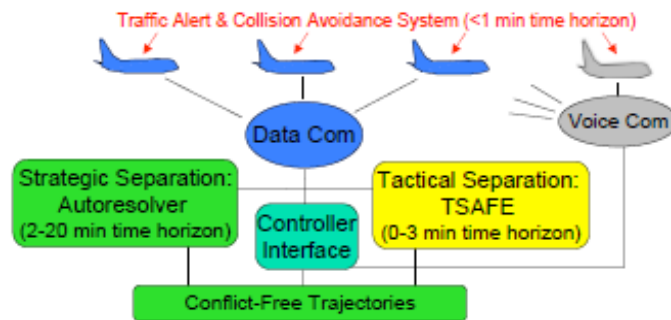 Traffic Alert & Collision Avoidance System (<1 min time horizon)
Data Com
Voice Com
Strategic Separation:
Autoresolver
(2-20 min time horizon)
Controller
Interface
Tactical Separation:
TSAFE
(0-3 min time horizon)
Conflict-Free Trajectories